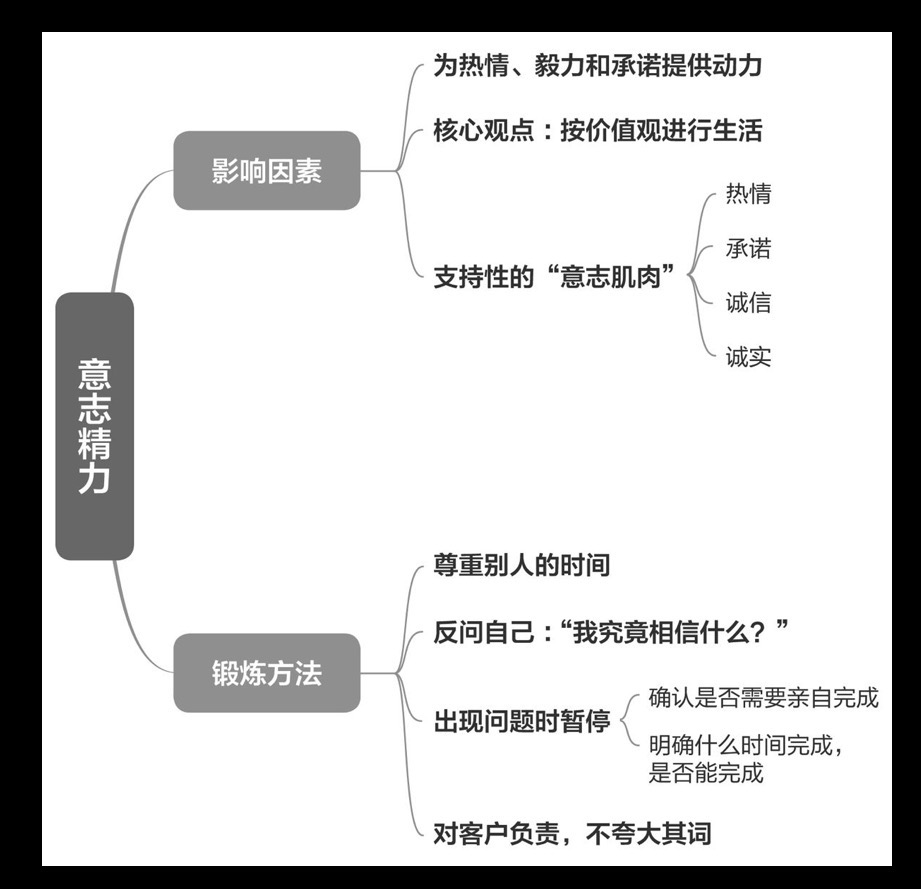 意志精力
影响因素
为热情、毅力和承诺提供动力
核心观点：按价值观进行生活
支持性的“意志肌肉”
热情
承诺
诚信
诚实
锻炼方法
尊重别人的时间
反问自己：“我究竟相信什么？”
出现问题时暂停
确认是否需要亲自完成
明确什么时间完成，
是否能完成
对客户负责，不夸大其词